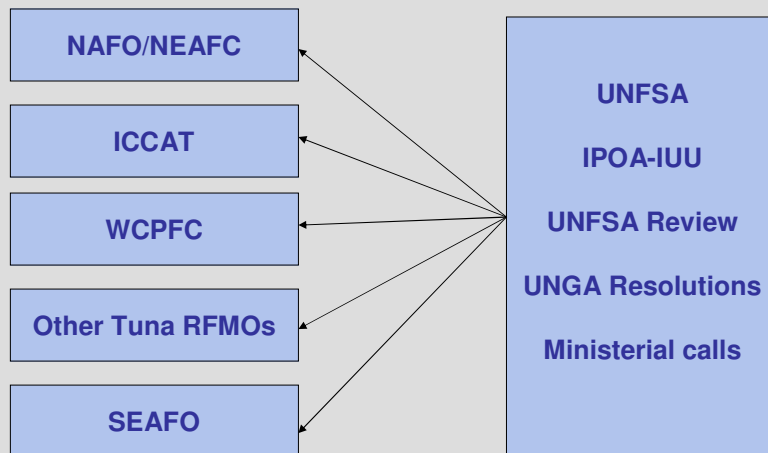 NAFO/NEAFC
ICCAT
WCPFC
Other Tuna RFMOs
SEAFO
UNFSA
IPOA-IUU
UNFSA Review
UNGA Resolutions
Ministerial calls